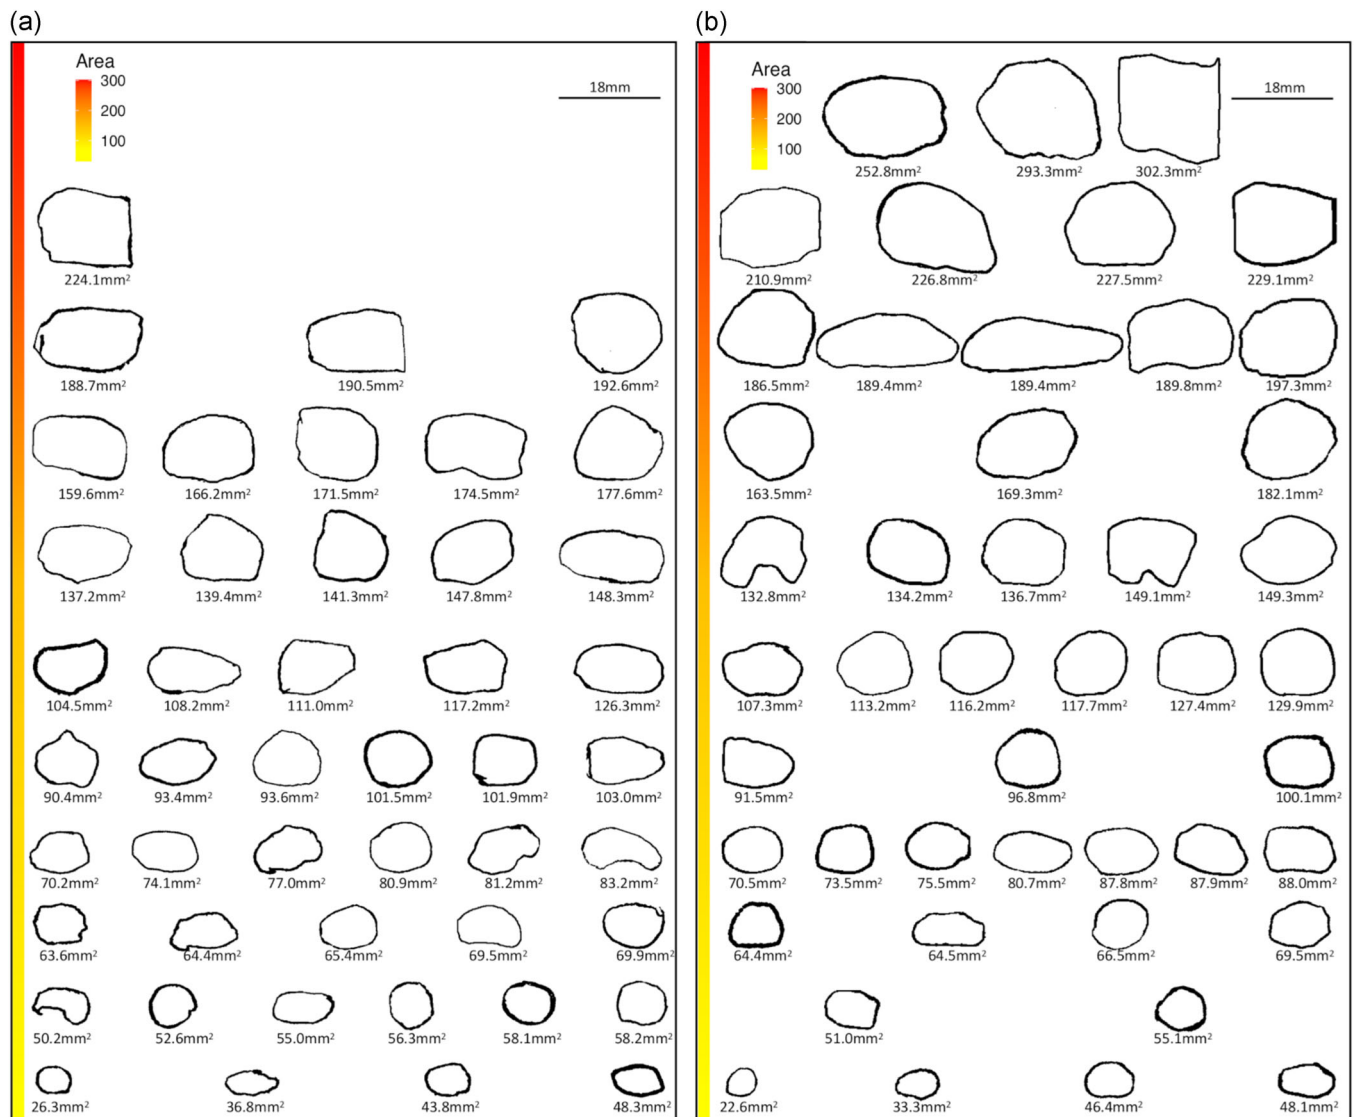 (a)
Area
300
200
100
18mm
224.1mm²
188.7mm² 190.5mm² 192.6mm²
159.6mm² 166.2mm² 171.5mm² 174.5mm² 177.6mm²
137.2mm² 139.4mm² 141.3mm² 147.8mm² 148.3mm²
104.5mm² 108.2mm² 111.0mm² 117.2mm² 126.3mm²
90.4mm² 93.4mm² 93.6mm² 101.5mm² 101.9mm² 103.0mm²
70.2mm² 74.1mm² 77.0mm² 80.9mm² 81.2mm² 83.2mm²
63.6mm² 64.4mm² 65.4mm² 69.5mm² 69.9mm²
50.2mm² 52.6mm² 55.0mm² 56.3mm² 58.1mm² 58.2mm²
26.3mm² 36.8mm² 43.8mm² 48.3mm²
(b)
Area
300
200
100
18mm
252.8mm² 293.3mm² 302.3mm²
210.9mm² 226.8mm² 227.5mm² 229.1mm²
186.5mm² 189.4mm² 189.4mm² 189.8mm² 197.3mm²
163.5mm² 169.3mm² 182.1mm²
132.8mm² 134.2mm² 136.7mm² 149.1mm² 149.3mm²
107.3mm² 113.2mm² 116.2mm² 117.7mm² 127.4mm² 129.9mm²
91.5mm² 96.8mm² 100.1mm²
70.5mm² 73.5mm² 75.5mm² 80.7mm² 87.8mm² 87.9mm² 88.0mm²
64.4mm² 64.5mm² 66.5mm² 69.5mm²
51.0mm² 55.1mm²
22.6mm² 33.3mm² 46.4mm² 48.1mm²